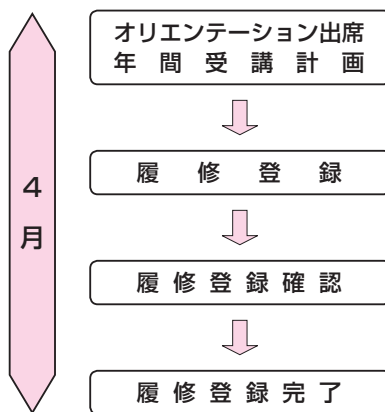 4月
オリエンテーション出席
年間受講計画
履修登録
履修登録確認
履修登録完了